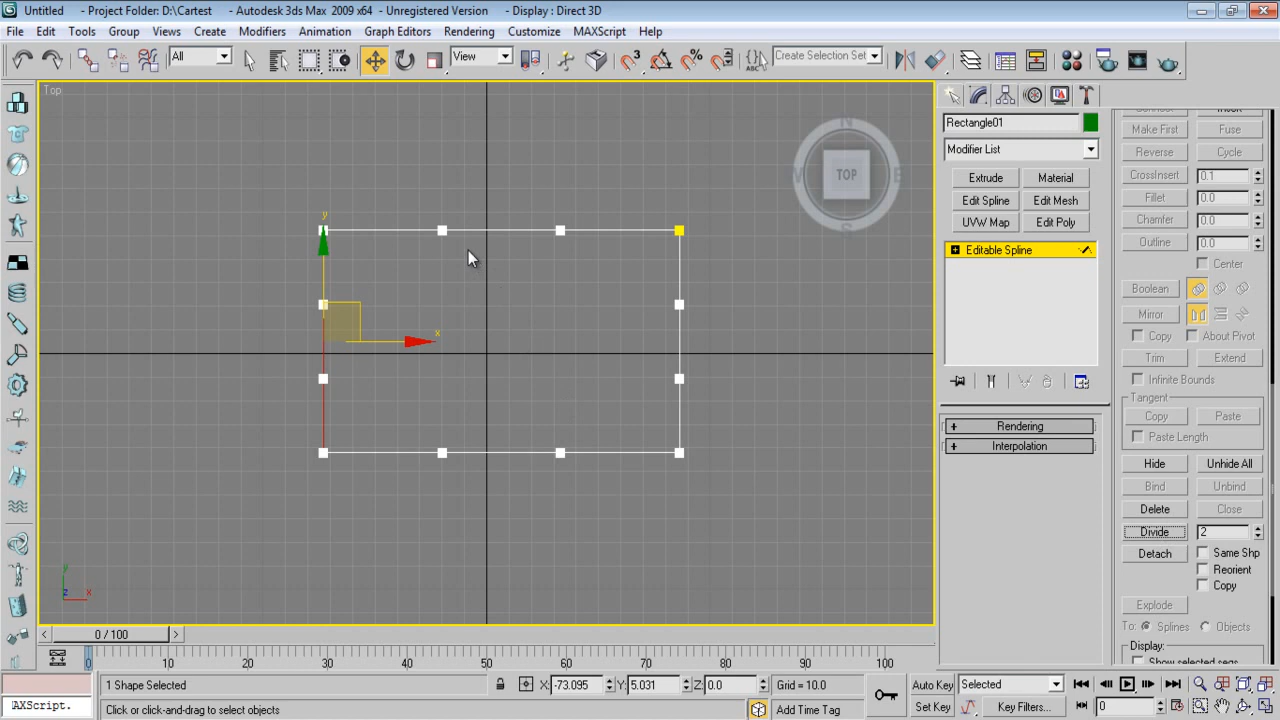 Untitled - Project Folder: D:\Cartest - Autodesk 3ds Max 2009 x64 - Unregistered Version - Display : Direct 3D
File Edit Tools Group Views Create Modifiers Animation Graph Editors Rendering Customize MAXScript Help
All View Create Selection Set
Top
N
TOP
S
y
x
z x
y
Rectangle01
Modifier List
Extrude Material
Edit Spline Edit Mesh
UVW Map Edit Poly
Editable Spline
+ Rendering
+ Interpolation
Make First Fuse
Reverse Cycle
CrossInsert 0.1
Fillet 0.0
Chamfer 0.0
Outline 0.0
Center
Boolean
Mirror
Copy About Pivot
Trim Extend
Infinite Bounds
Tangent
Copy Paste
Paste Length
Hide Unhide All
Bind Unbind
Delete Close
Divide 2
Detach Same Shp
Reorient
Copy
Explode
To: Splines Objects
Display:
Show selected segs
< 0 / 100 >
0 10 20 30 40 50 60 70 80 90 100
1 Shape Selected X: -73.095 Y: 5.031 Z: 0.0 Grid = 10.0 Auto Key Selected
AXScript. Click or click-and-drag to select objects Add Time Tag Set Key Key Filters... 0